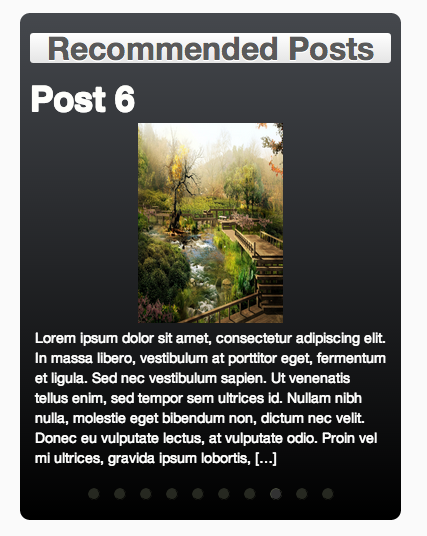 Recommended Posts
Post 6
Lorem ipsum dolor sit amet, consectetur adipiscing elit.
In massa libero, vestibulum at porttitor eget, fermentum
et ligula. Sed nec vestibulum sapien. Ut venenatis
tellus enim, sed tempor sem ultrices id. Nullam nibh
nulla, molestie eget bibendum non, dictum nec velit.
Donec eu vulputate lectus, at vulputate odio. Proin vel
mi ultrices, gravida ipsum lobortis, [...]